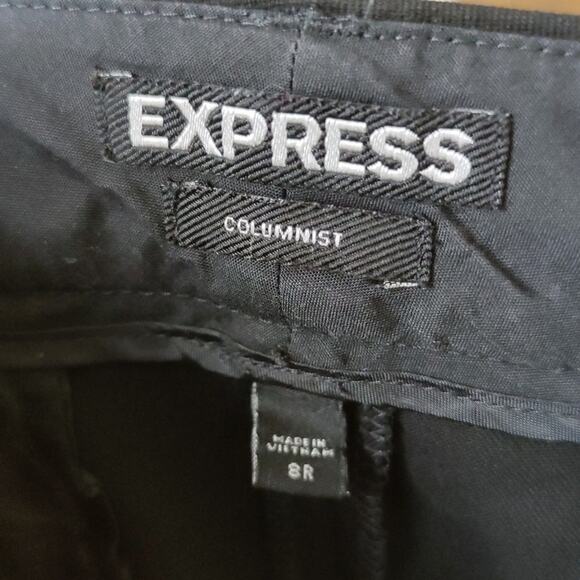 EXPRESS
COLUMNIST
MADE IN
VIETNAM
8R